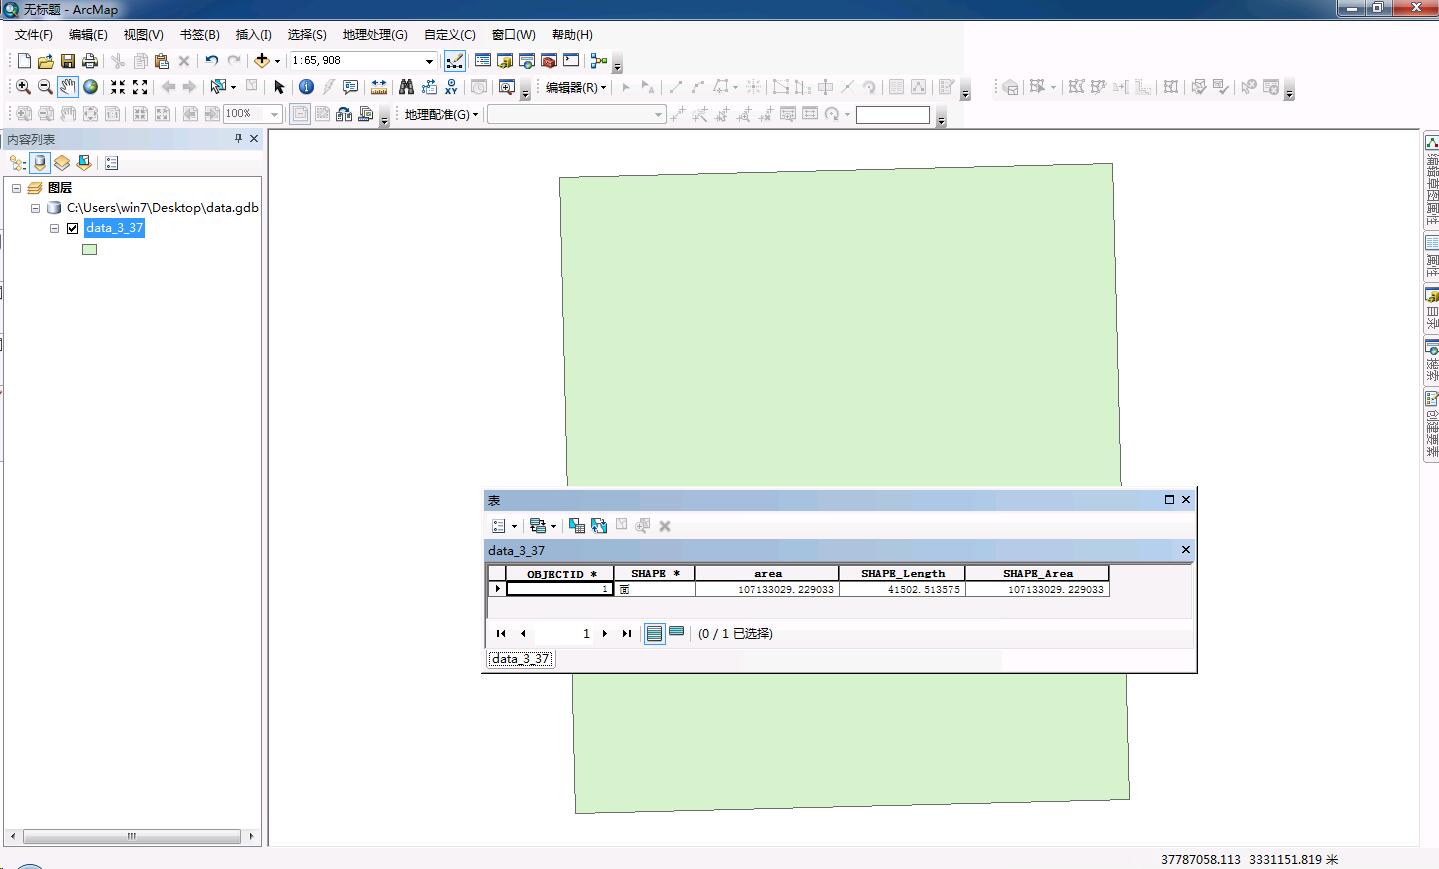 无标题 - ArcMap
文件(F) 编辑(E) 视图(V) 书签(B) 插入(I) 选择(S) 地理处理(G) 自定义(C) 窗口(W) 帮助(H)
1:65,908
编辑器(R)
100%
地理配准(G)
内容列表
图层
C:\Users\win7\Desktop\data.gdb
data_3_37
表
data_3_37
OBJECTID * SHAPE * area SHAPE_Length SHAPE_Area
1 面 107133029.229033 41502.513575 107133029.229033
1 (0 / 1 已选择)
data_3_37
编辑草图属性
属性
目录
搜索
创建要素
37787058.113 3331151.819 米